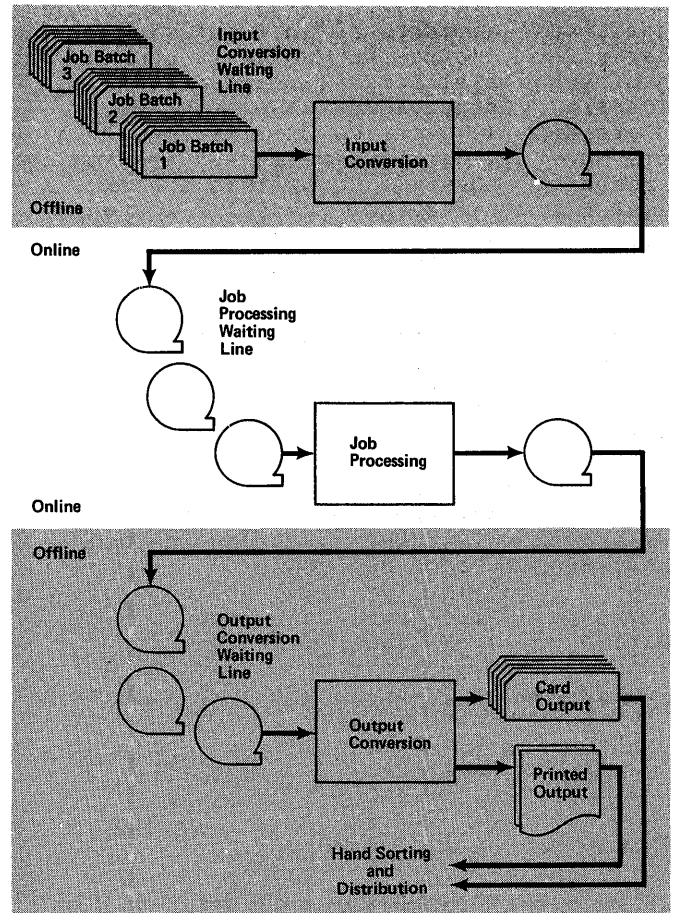 Job Batch
3
Job Batch
2
Job Batch
1
Input
Conversion
Waiting
Line
Input
Conversion
Offline
Online
Job
Processing
Waiting
Line
Job
Processing
Online
Offline
Output
Conversion
Waiting
Line
Output
Conversion
Card
Output
Printed
Output
Hand Sorting
and
Distribution